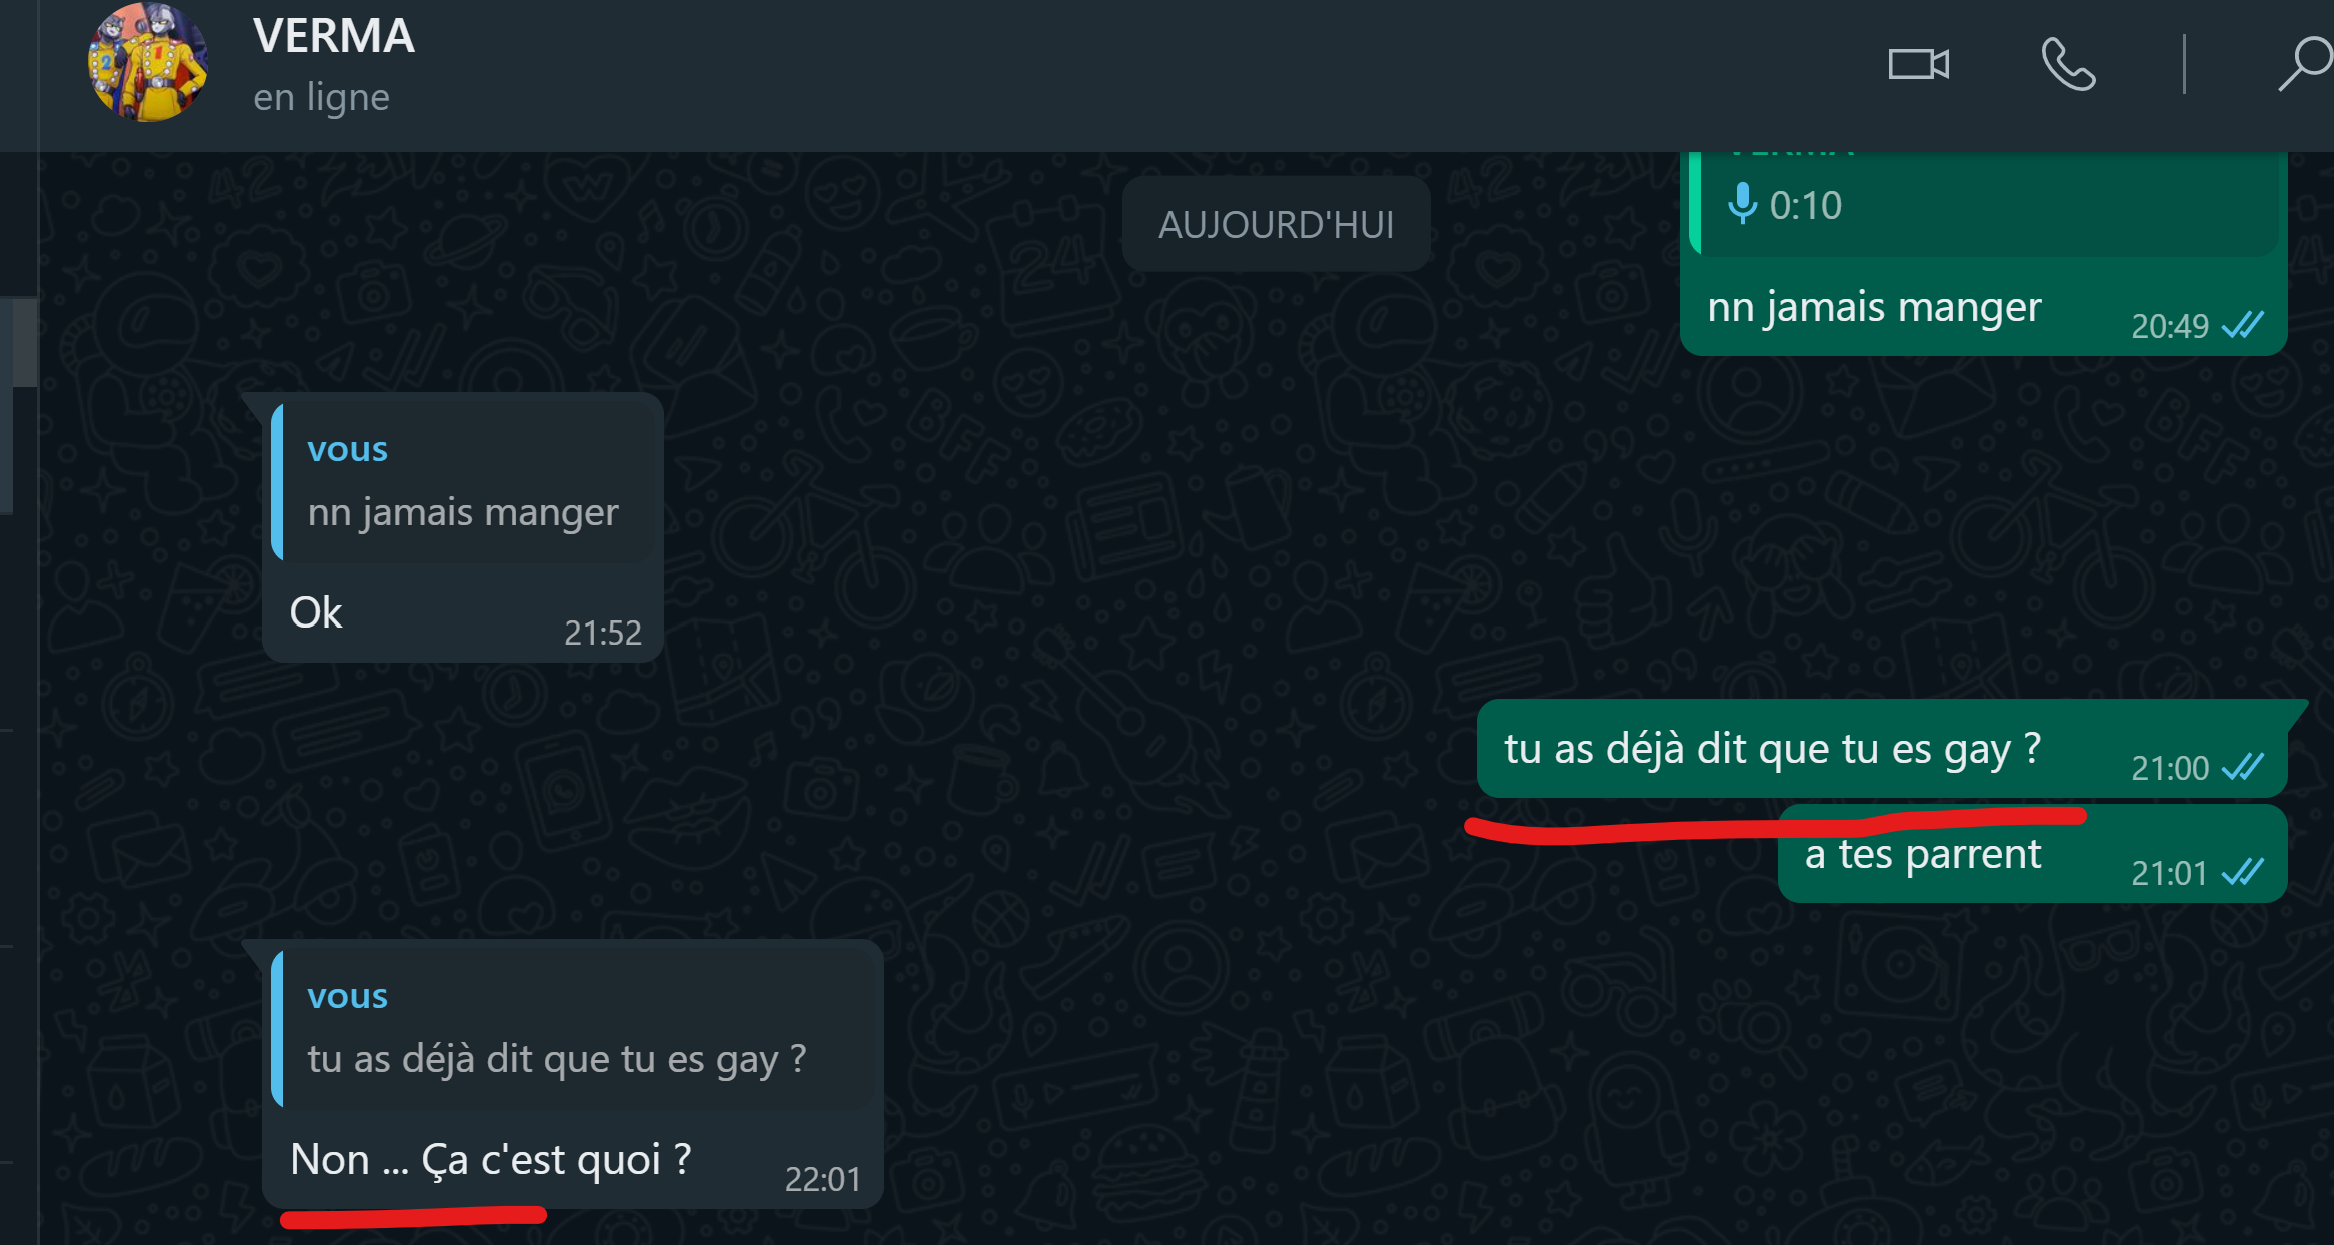 VERMA
en ligne
AUJOURD'HUI
VERMA
0:10
nn jamais manger
20:49
vous
nn jamais manger
Ok
21:52
tu as déjà dit que tu es gay ?
21:00
a tes parrent
21:01
vous
tu as déjà dit que tu es gay ?
Non ... Ça c'est quoi ?
22:01